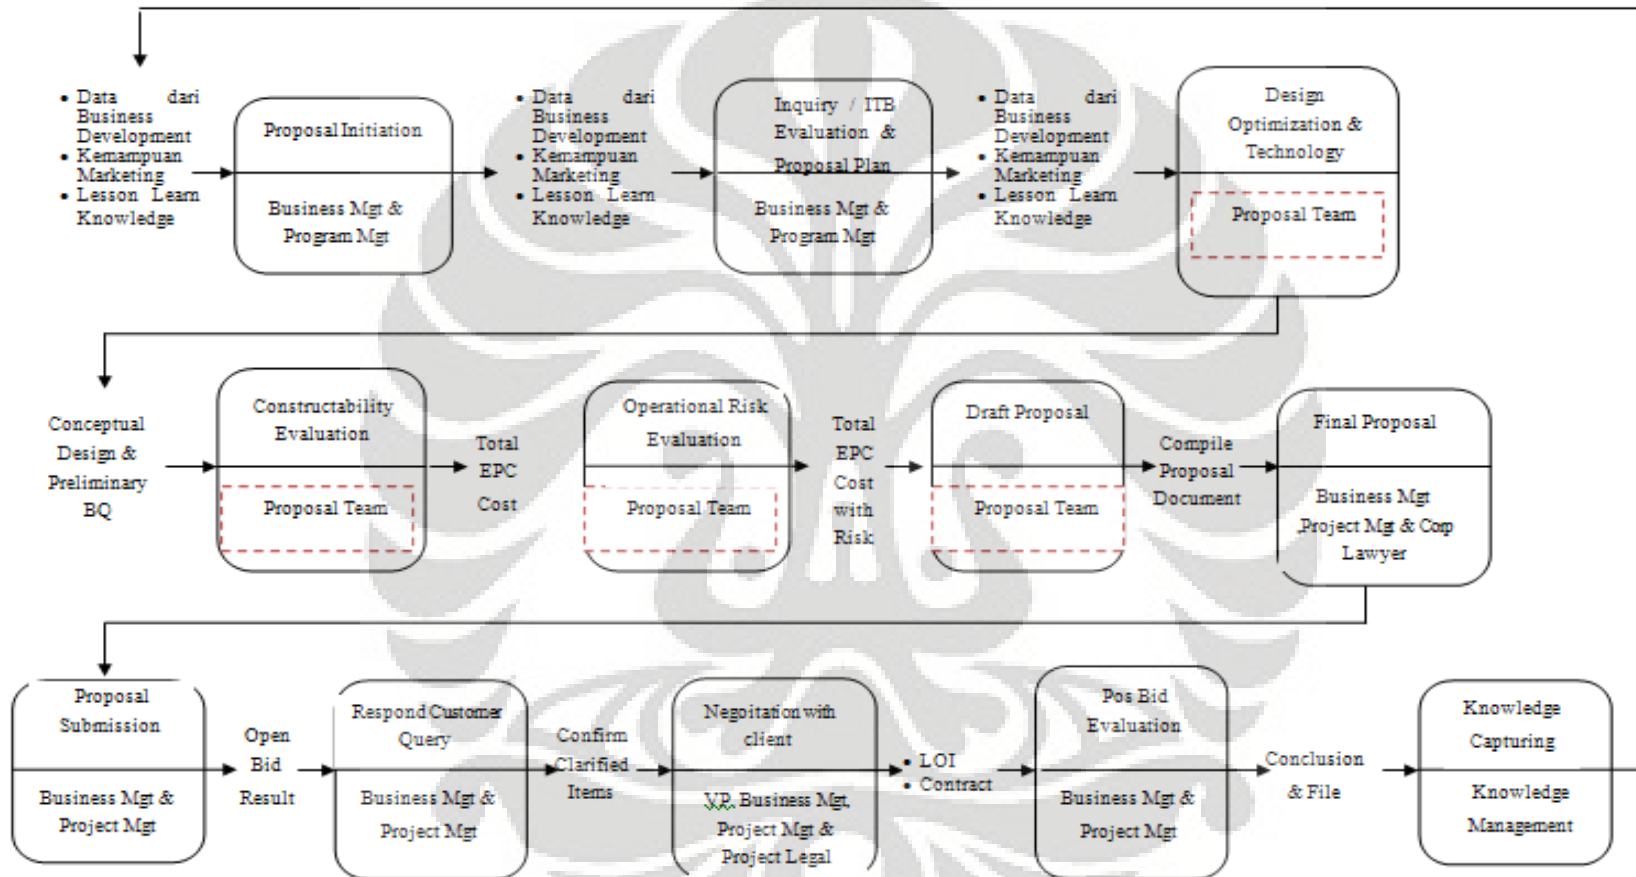 • Data dari
Business
Development
• Kemampuan
Marketing
• Lesson Learn
Knowledge
Proposal Initiation
Business Mgt &
Program Mgt
• Data dari
Business
Development
• Kemampuan
Marketing
• Lesson Learn
Knowledge
Inquiry / ITB
Evaluation &
Proposal Plan
Business Mgt &
Program Mgt
• Data dari
Business
Development
• Kemampuan
Marketing
• Lesson Learn
Knowledge
Design
Optimization &
Technology
Proposal Team
Conceptual
Design &
Preliminary
BQ
Constructability
Evaluation
Proposal Team
Total
EPC
Cost
Operational Risk
Evaluation
Proposal Team
Total
EPC
Cost
with
Risk
Draft Proposal
Proposal Team
Compile
Proposal
Document
Final Proposal
Business Mgt
,Project Mgt & Corp
Lawyer
Proposal
Submission
Business Mgt &
Project Mgt
Open
Bid
Result
Respond Customer
Query
Business Mgt &
Project Mgt
Confirm
Clarified
Items
Negoitation with
client
VP, Business Mgt,
Project Mgt &
Project Legal
• LOI
• Contract
Pos Bid
Evaluation
Business Mgt &
Project Mgt
Conclusion
& File
Knowledge
Capturing
Knowledge
Management